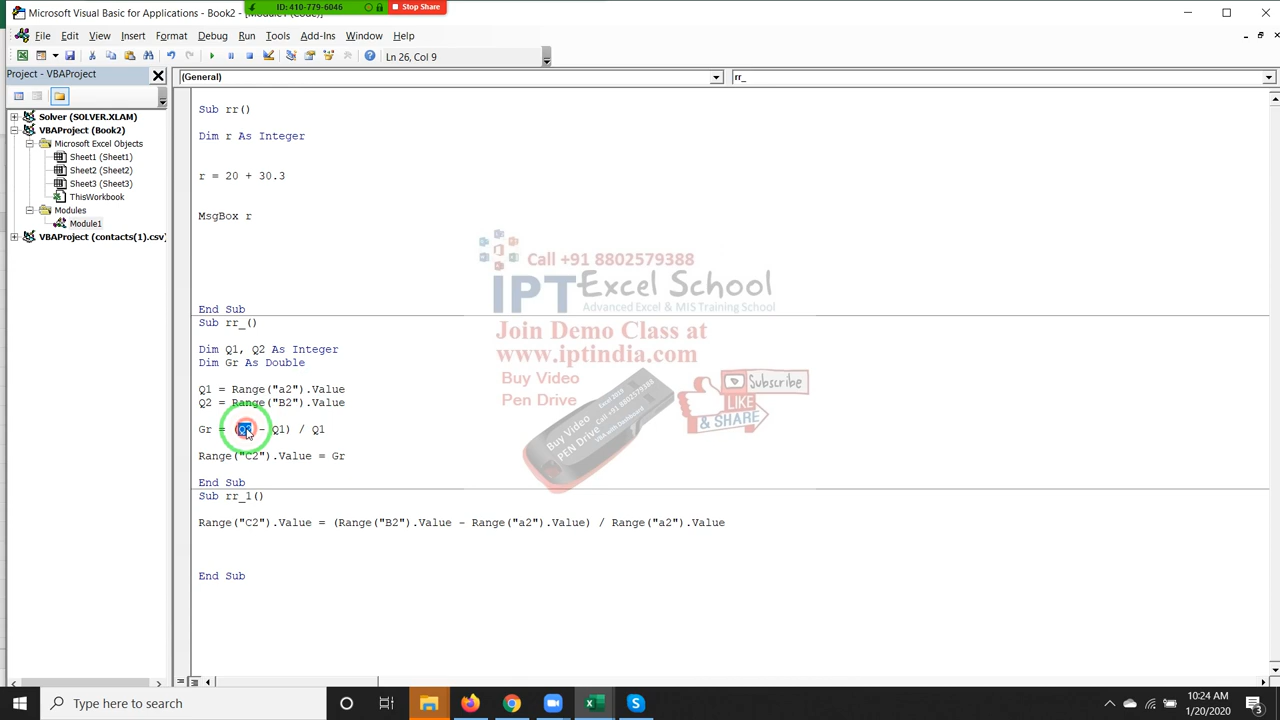 ID: 410-779-6046
Stop Share
Microsoft Visual Basic for Applications - Book2 - [Module1 (Code)]
File Edit View Insert Format Debug Run Tools Add-Ins Window Help
Ln 26, Col 9
Project - VBAProject
(General)
rr_
Solver (SOLVER.XLAM)
VBAProject (Book2)
Microsoft Excel Objects
Sheet1 (Sheet1)
Sheet2 (Sheet2)
Sheet3 (Sheet3)
ThisWorkbook
Modules
Module1
VBAProject (contacts(1).csv)
Sub rr()
Dim r As Integer
r = 20 + 30.3
MsgBox r
End Sub
Sub rr_()
Dim Q1, Q2 As Integer
Dim Gr As Double
Q1 = Range("a2").Value
Q2 = Range("B2").Value
Gr = (Q2 - Q1) / Q1
Range("C2").Value = Gr
End Sub
Sub rr_1()
Range("C2").Value = (Range("B2").Value - Range("a2").Value) / Range("a2").Value
End Sub
Call +91 8802579388
IPT Excel School
Advanced Excel & MIS Training School
Join Demo Class at
www.iptindia.com
Buy Video
Pen Drive
Subscribe
LIKE
& SHARE
Type here to search
10:24 AM
1/20/2020
3